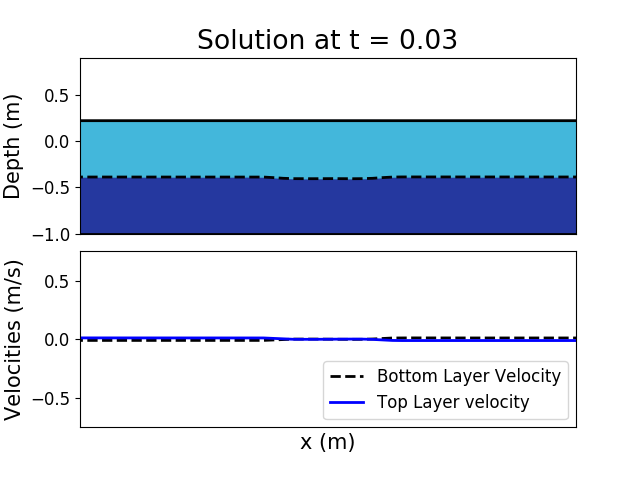 Solution at t = 0.03
Depth (m)
0.5
0.0
−0.5
−1.0
Velocities (m/s)
0.5
0.0
−0.5
Bottom Layer Velocity
Top Layer velocity
x (m)